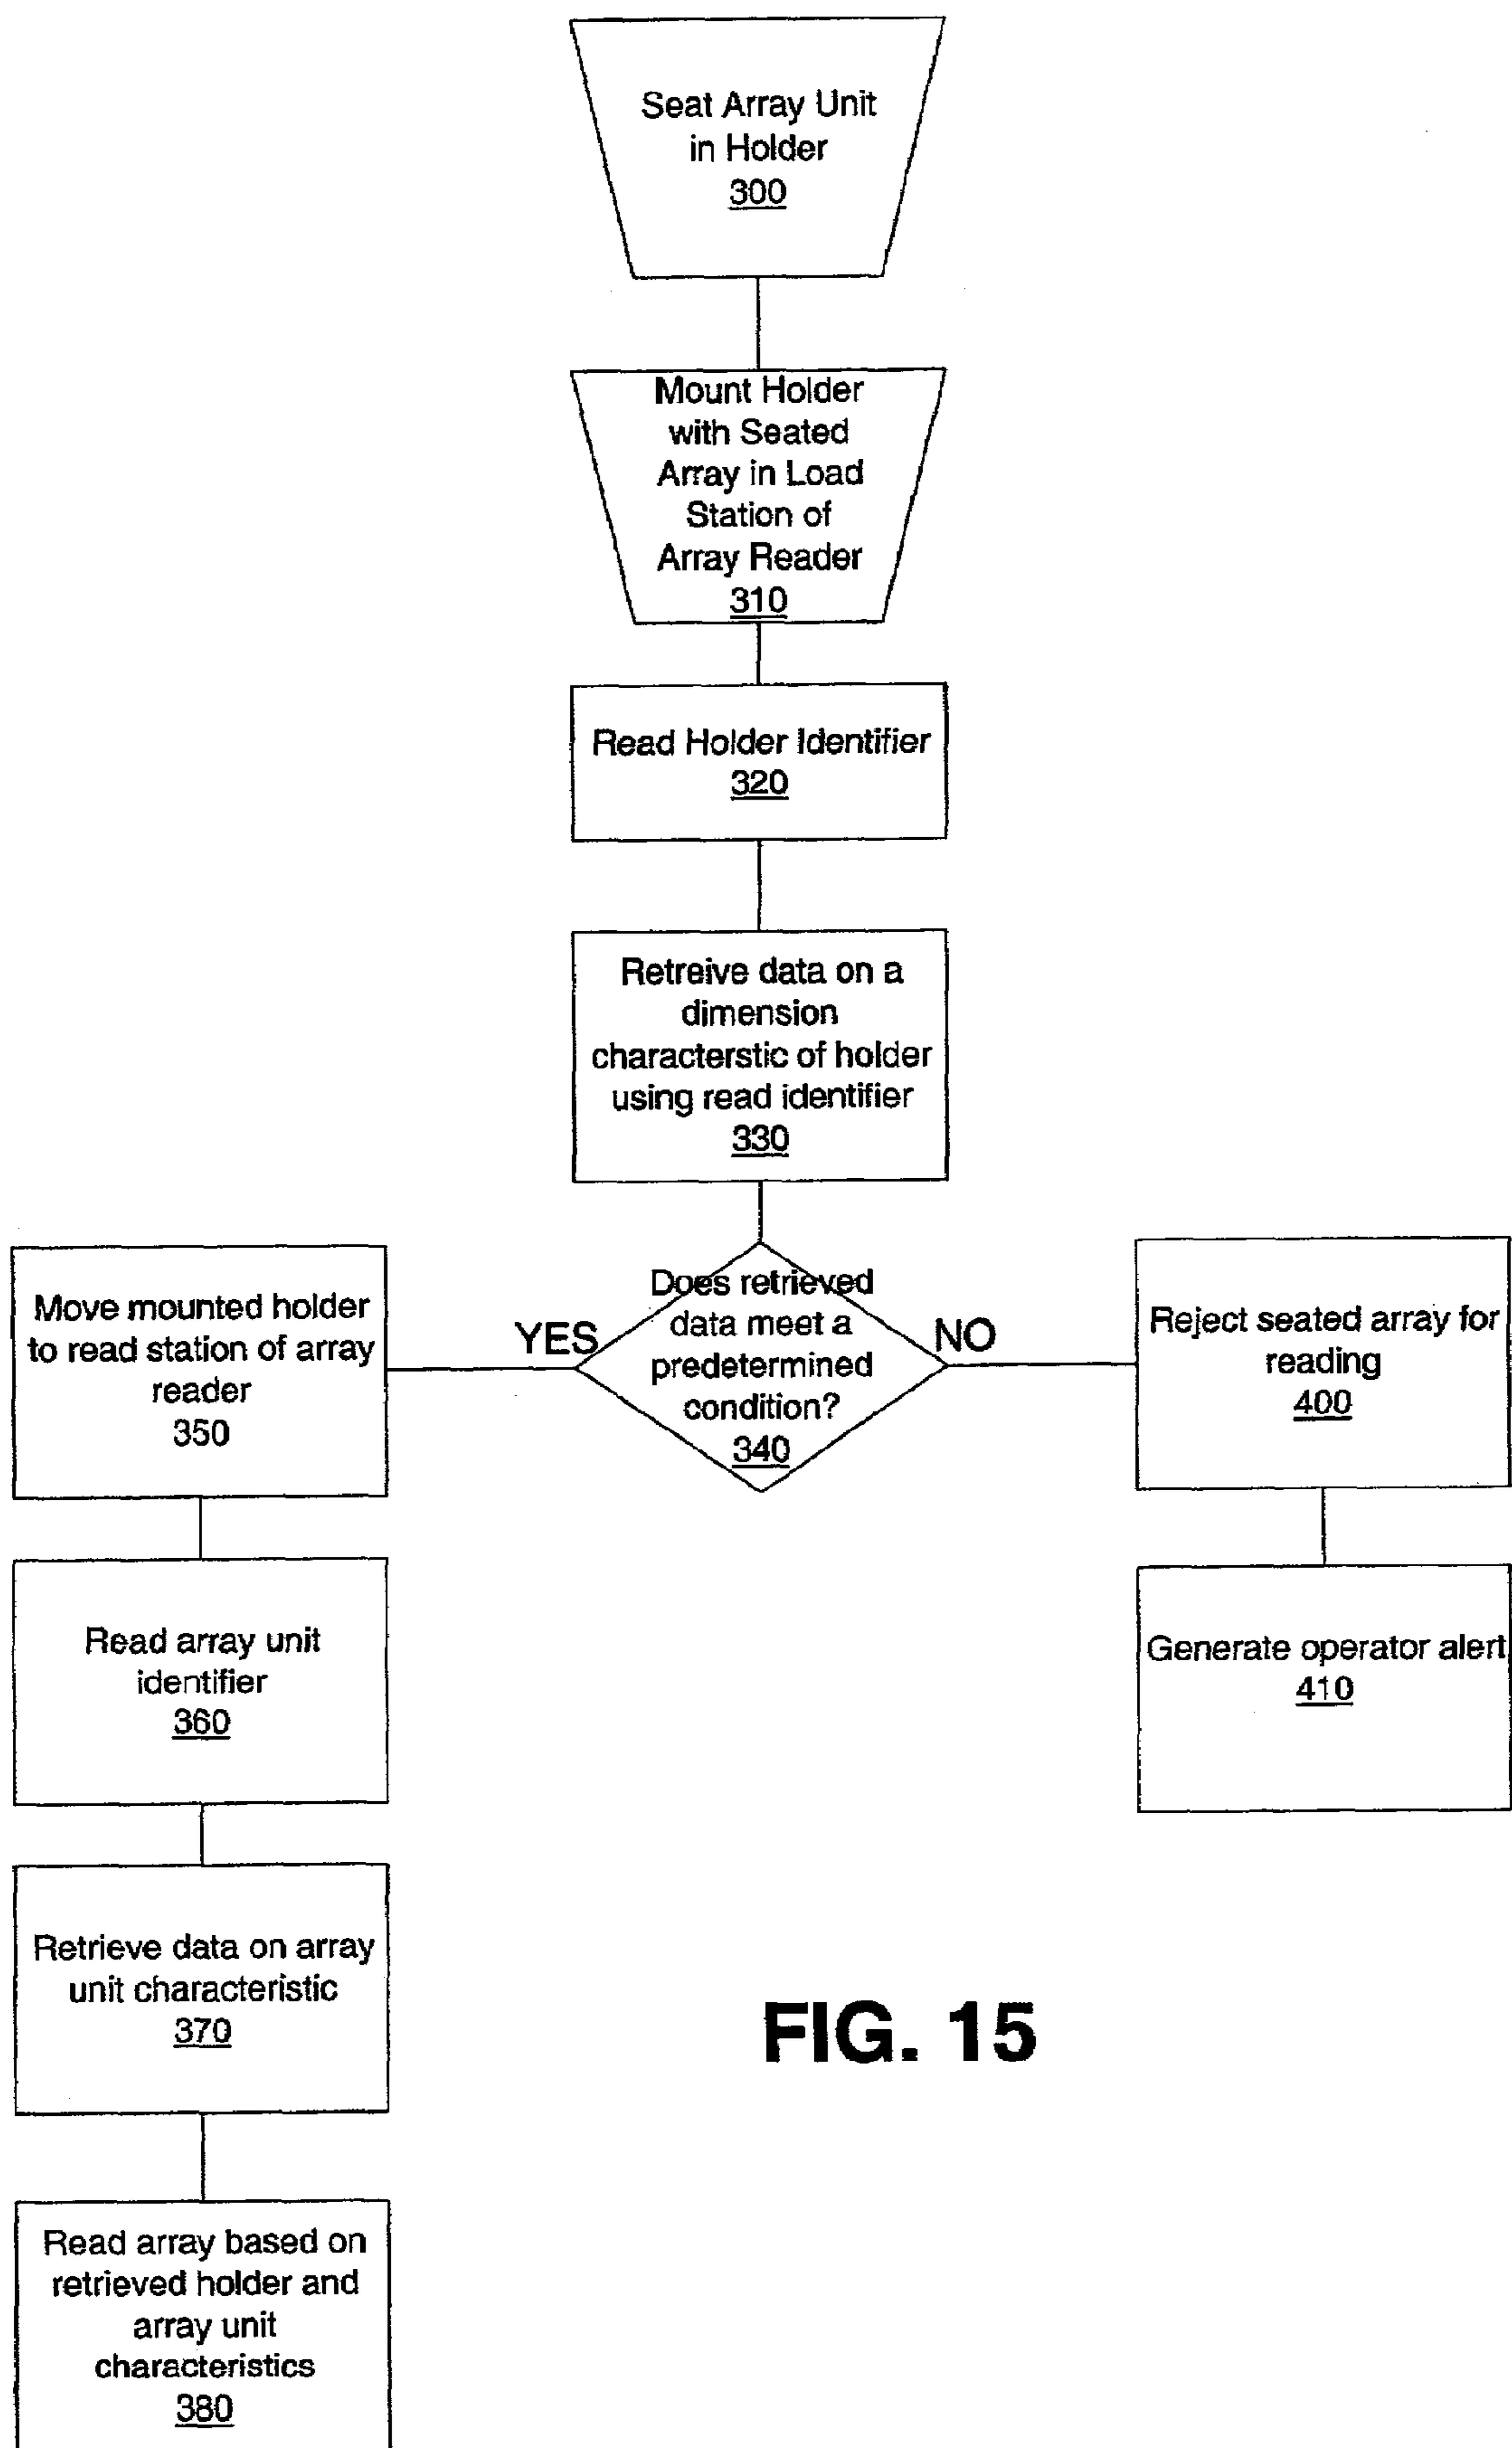 Seat Array Unit
in Holder
300
Mount Holder
with Seated
Array in Load
Station of
Array Reader
310
Read Holder Identifier
320
Retreive data on a
dimension
characterstic of holder
using read identifier
330
Does retrieved
data meet a
predetermined
condition?
340
YES
NO
Move mounted holder
to read station of array
reader
350
Reject seated array for
reading
400
Read array unit
identifier
360
Generate operator alert
410
Retrieve data on array
unit characteristic
370
Read array based on
retrieved holder and
array unit
characteristics
380
FIG. 15